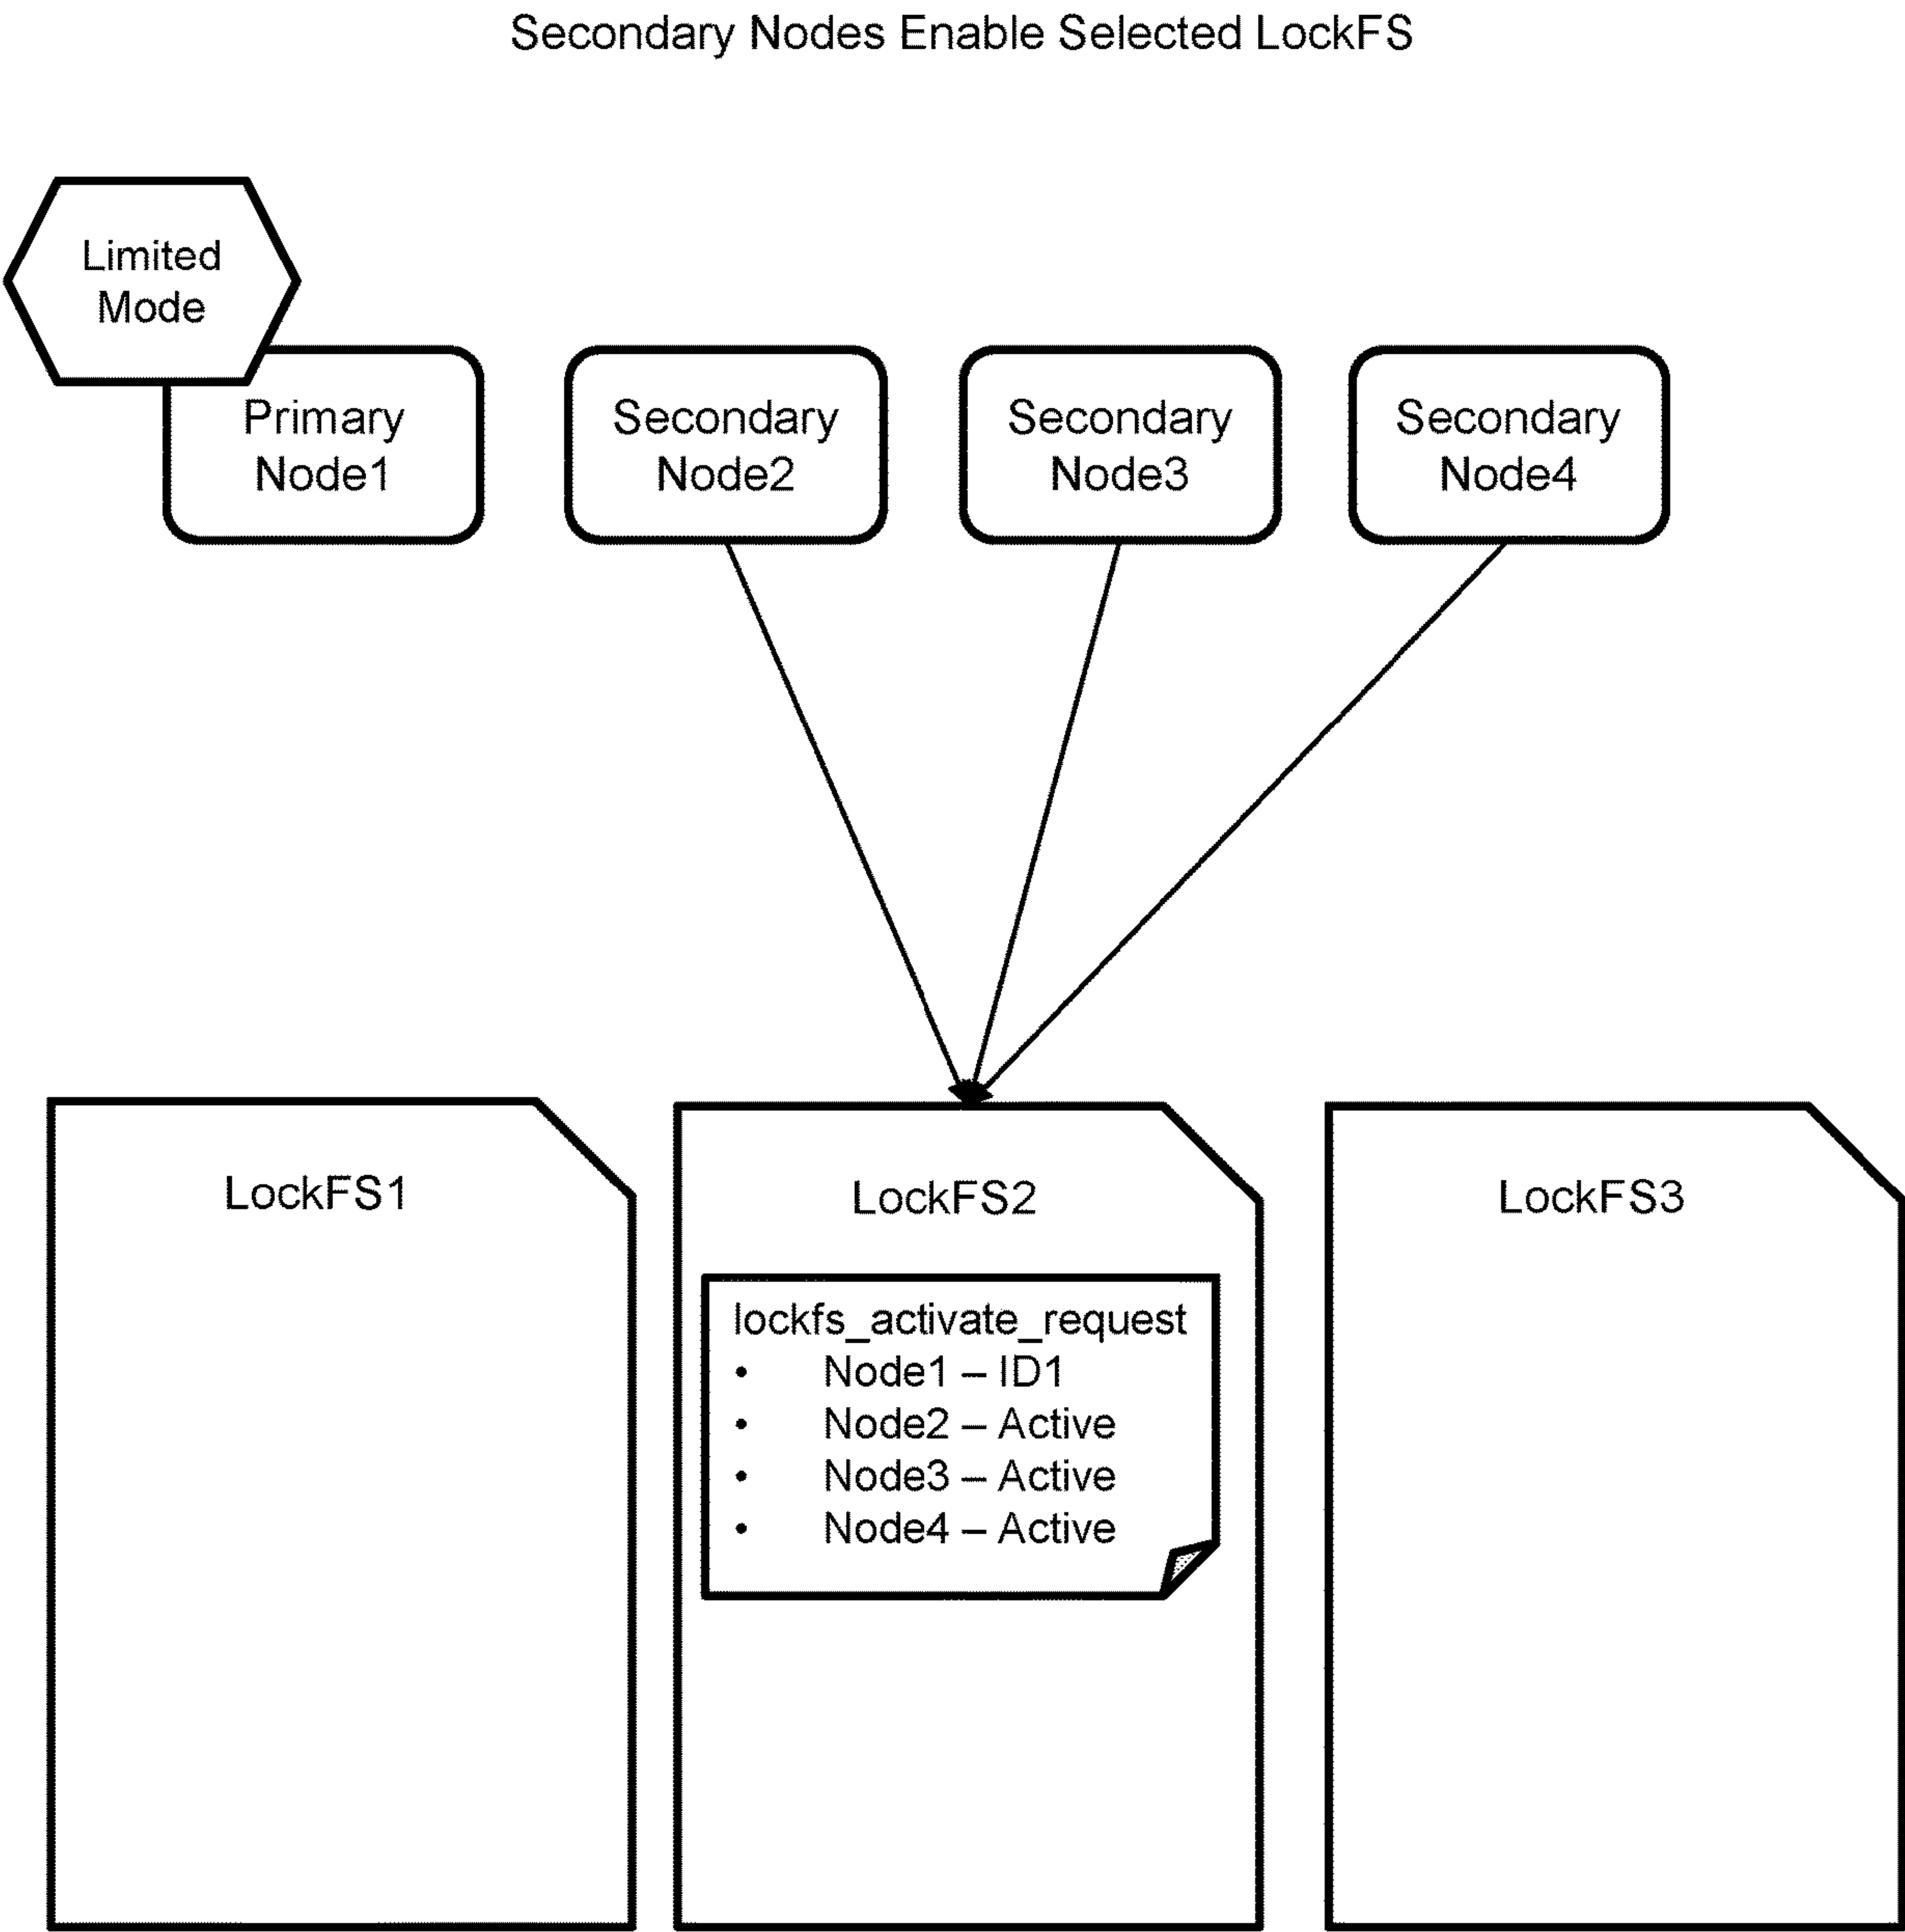 Secondary Nodes Enable Selected LockFS
Limited
Mode
Primary
Node1
Secondary
Node2
Secondary
Node3
Secondary
Node4
LockFS1
LockFS2
lockfs_activate_request
• Node1 – ID1
• Node2 – Active
• Node3 – Active
• Node4 – Active
LockFS3